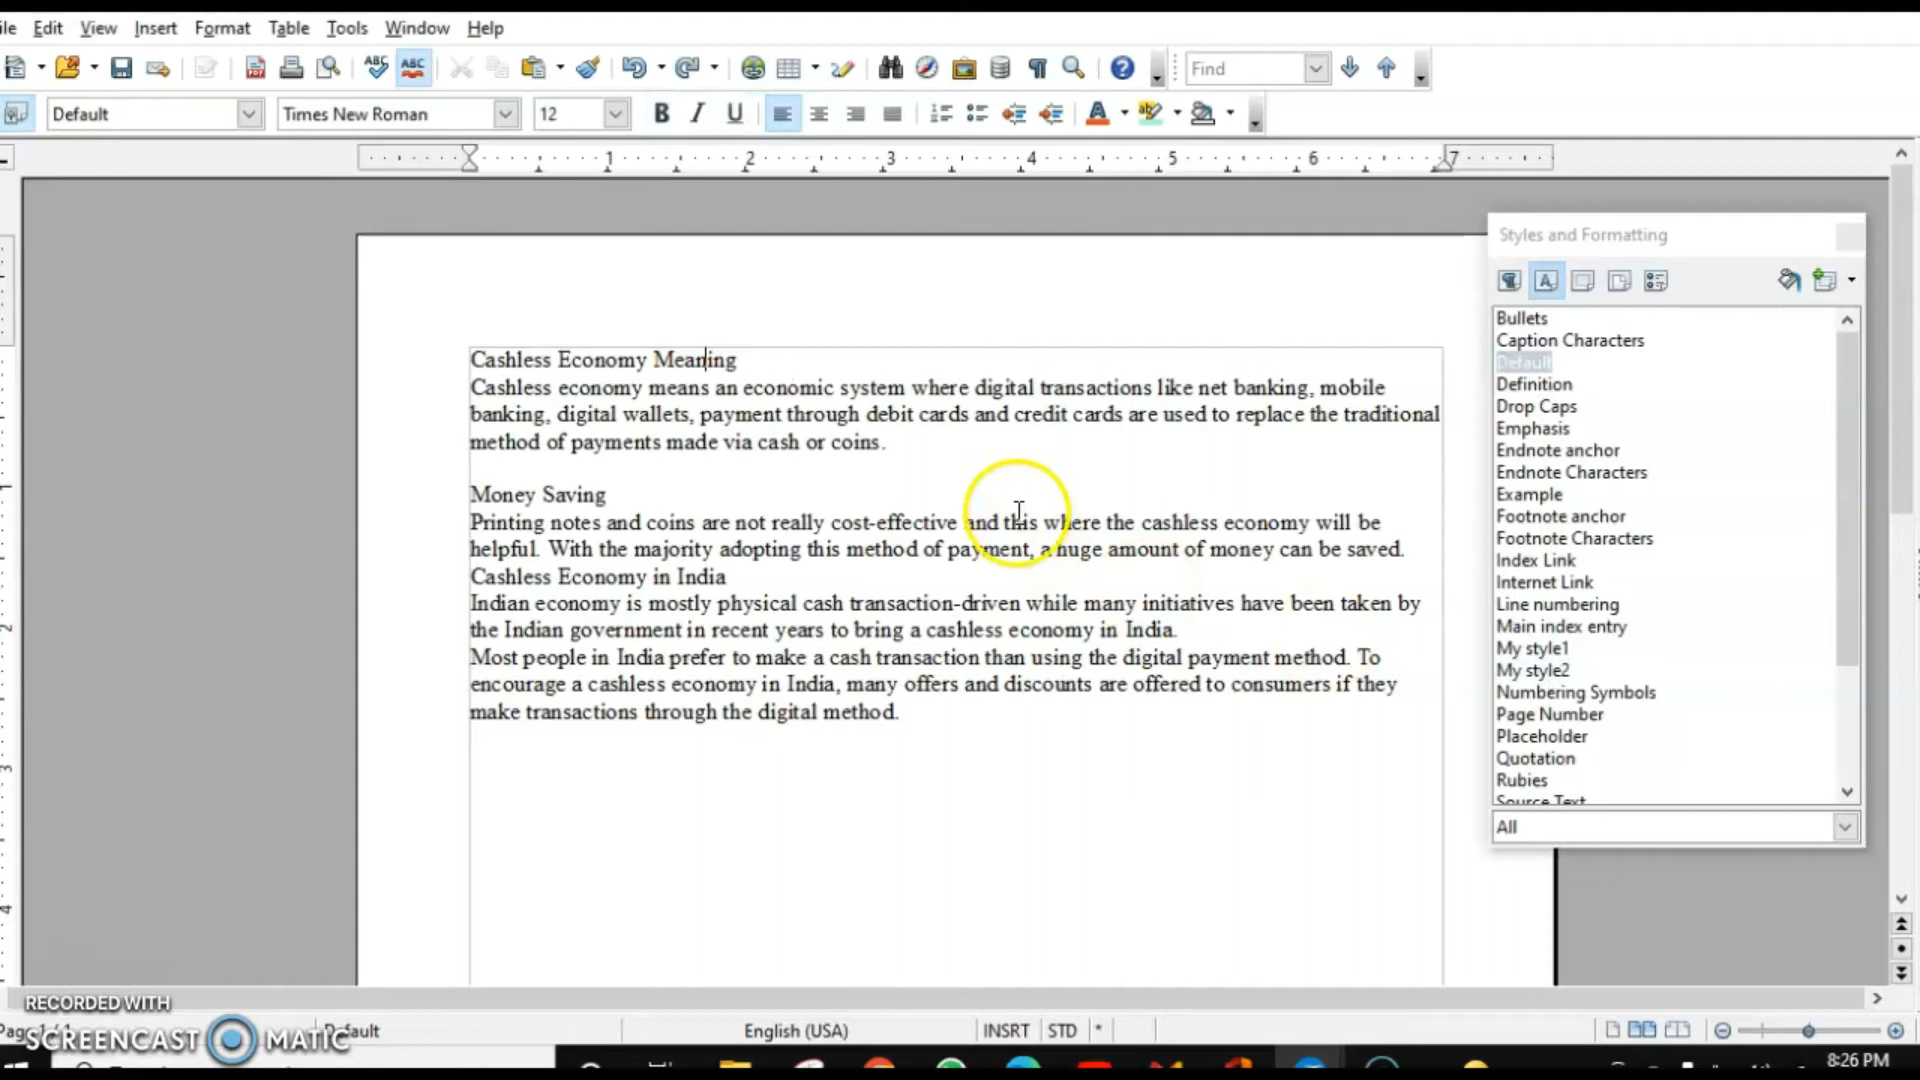 ile Edit View Insert Format Table Tools Window Help
ABC ABC Find
Default Times New Roman 12 B I U
1 2 3 4 5 6 7
Styles and Formatting
Bullets
Caption Characters
Default
Definition
Drop Caps
Emphasis
Endnote anchor
Endnote Characters
Example
Footnote anchor
Footnote Characters
Index Link
Internet Link
Line numbering
Main index entry
My style1
My style2
Numbering Symbols
Page Number
Placeholder
Quotation
Rubies
Source Text
All
Cashless Economy Meaning
Cashless economy means an economic system where digital transactions like net banking, mobile
banking, digital wallets, payment through debit cards and credit cards are used to replace the traditional
method of payments made via cash or coins.
Money Saving
Printing notes and coins are not really cost-effective and this where the cashless economy will be
helpful. With the majority adopting this method of payment, a huge amount of money can be saved.
Cashless Economy in India
Indian economy is mostly physical cash transaction-driven while many initiatives have been taken by
the Indian government in recent years to bring a cashless economy in India.
Most people in India prefer to make a cash transaction than using the digital payment method. To
encourage a cashless economy in India, many offers and discounts are offered to consumers if they
make transactions through the digital method.
RECORDED WITH
SCREENCAST MATIC
Default English (USA) INSRT STD *
8:26 PM